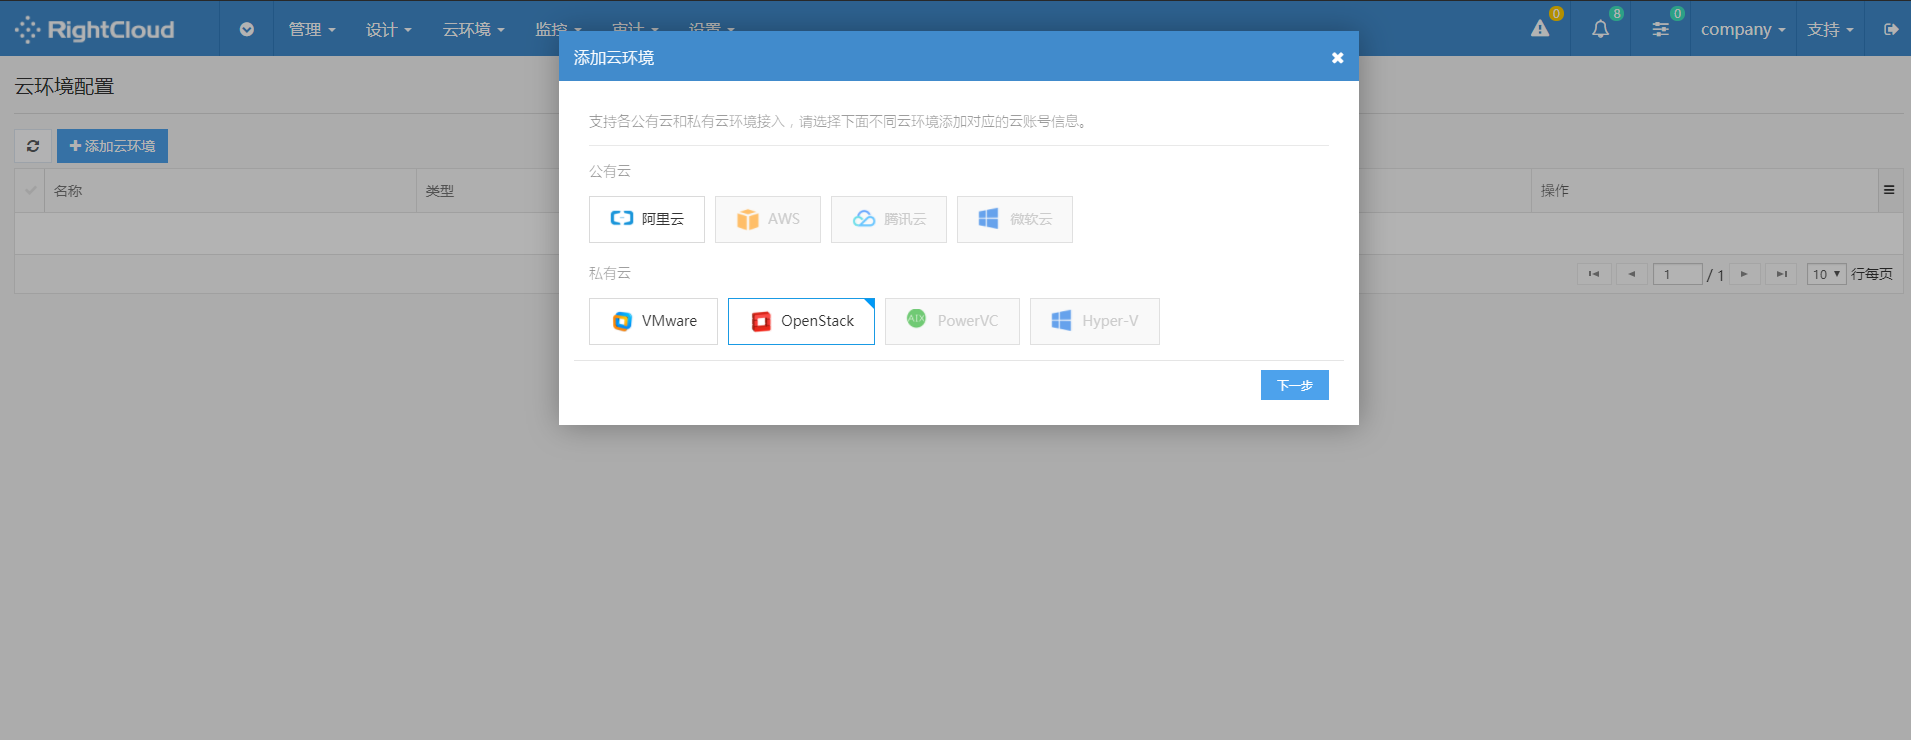 RightCloud 管理 设计 云环境 监控 审计 设置 0 8 0 company 支持
添加云环境
云环境配置
支持各公有云和私有云环境接入，请选择下面不同云环境添加对应的云账号信息。
添加云环境
公有云
名称 类型 操作
阿里云 AWS 腾讯云 微软云
私有云
1 / 1 10 行每页
VMware OpenStack AIX PowerVC Hyper-V
下一步